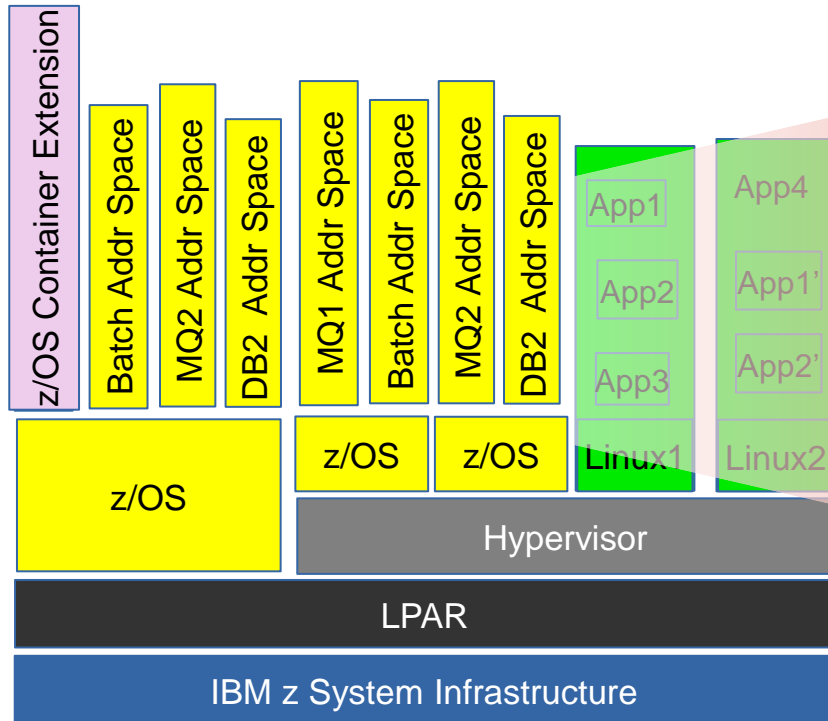 z/OS Container Extension
Batch Addr Space
MQ2 Addr Space
DB2 Addr Space
MQ1 Addr Space
Batch Addr Space
MQ2 Addr Space
DB2 Addr Space
App1
App2
App3
App4
App1’
App2’
z/OS
z/OS
z/OS
Linux1
Linux2
Hypervisor
LPAR
IBM z System Infrastructure